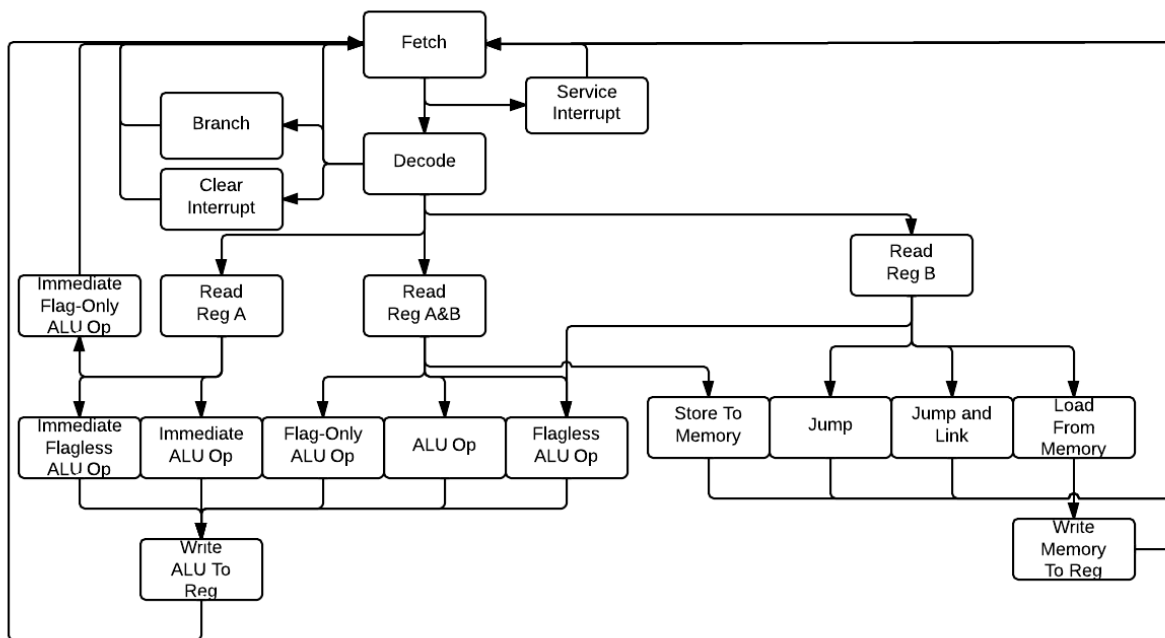 Fetch
Service
Interrupt
Branch
Decode
Clear
Interrupt
Read
Reg B
Immediate
Flag-Only
ALU Op
Read
Reg A
Read
Reg A&B
Immediate
Flagless
ALU Op
Immediate
ALU Op
Flag-Only
ALU Op
ALU Op
Flagless
ALU Op
Store To
Memory
Jump
Jump and
Link
Load
From
Memory
Write
ALU To
Reg
Write
Memory
To Reg